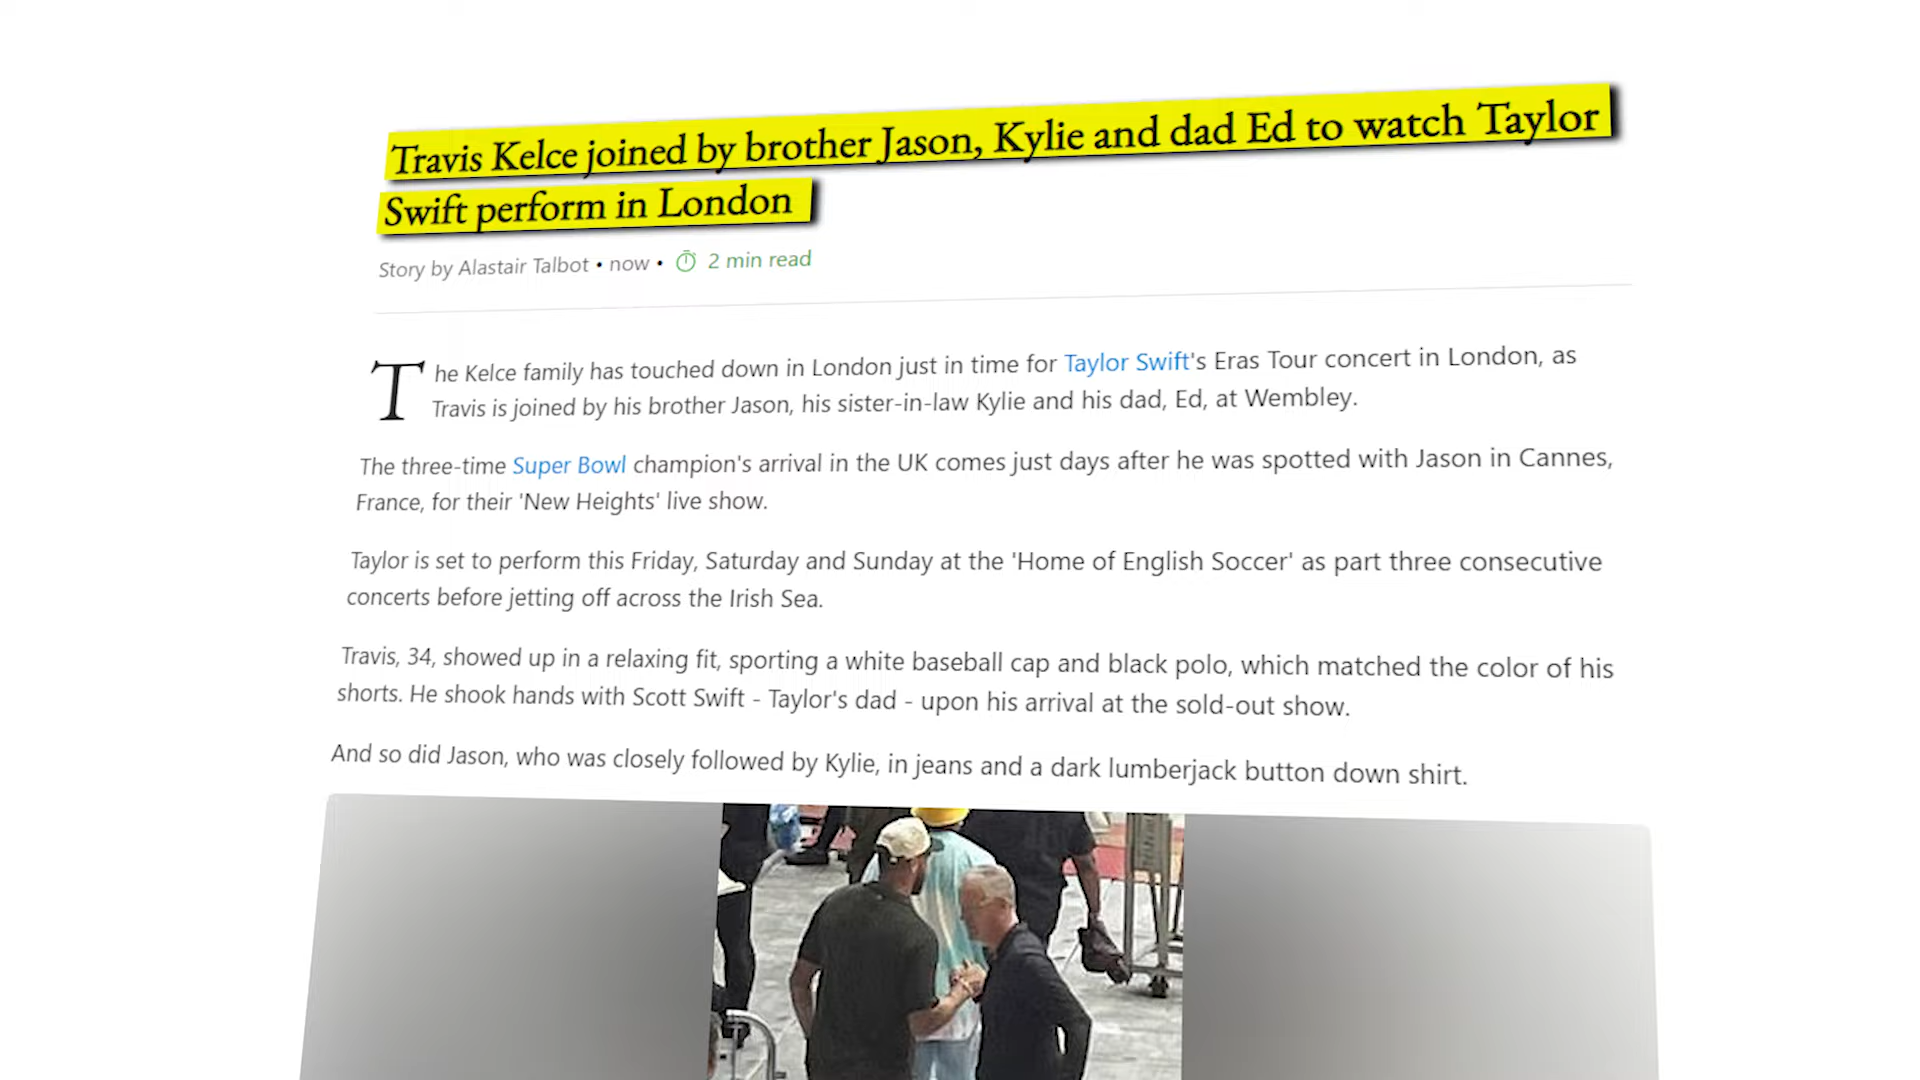 Travis Kelce joined by brother Jason, Kylie and dad Ed to watch Taylor
Swift perform in London
Story by Alastair Talbot • now • 2 min read
The Kelce family has touched down in London just in time for Taylor Swift's Eras Tour concert in London, as
Travis is joined by his brother Jason, his sister-in-law Kylie and his dad, Ed, at Wembley.
The three-time Super Bowl champion's arrival in the UK comes just days after he was spotted with Jason in Cannes,
France, for their 'New Heights' live show.
Taylor is set to perform this Friday, Saturday and Sunday at the 'Home of English Soccer' as part three consecutive
concerts before jetting off across the Irish Sea.
Travis, 34, showed up in a relaxing fit, sporting a white baseball cap and black polo, which matched the color of his
shorts. He shook hands with Scott Swift - Taylor's dad - upon his arrival at the sold-out show.
And so did Jason, who was closely followed by Kylie, in jeans and a dark lumberjack button down shirt.